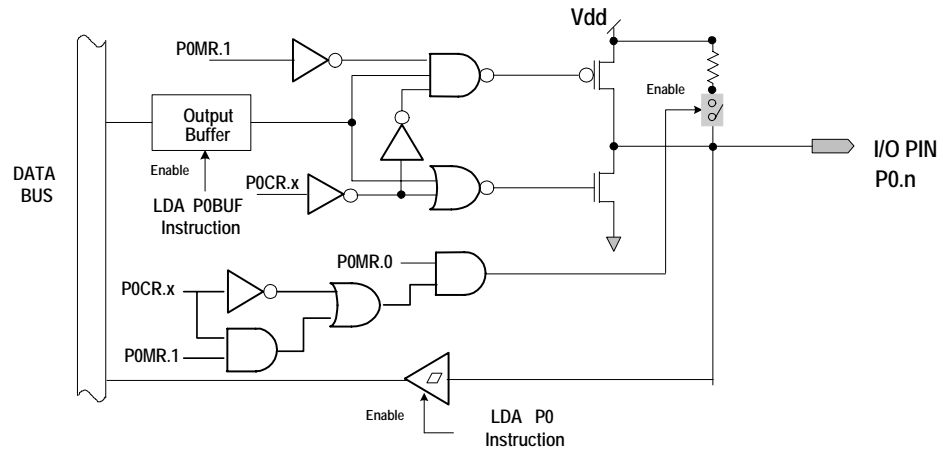 Vdd
P0MR.1
Enable
Output
Buffer
I/O PIN
P0.n
DATA
BUS
Enable
P0CR.x
LDA P0BUF
Instruction
P0MR.0
P0CR.x
P0MR.1
Enable
LDA P0
Instruction